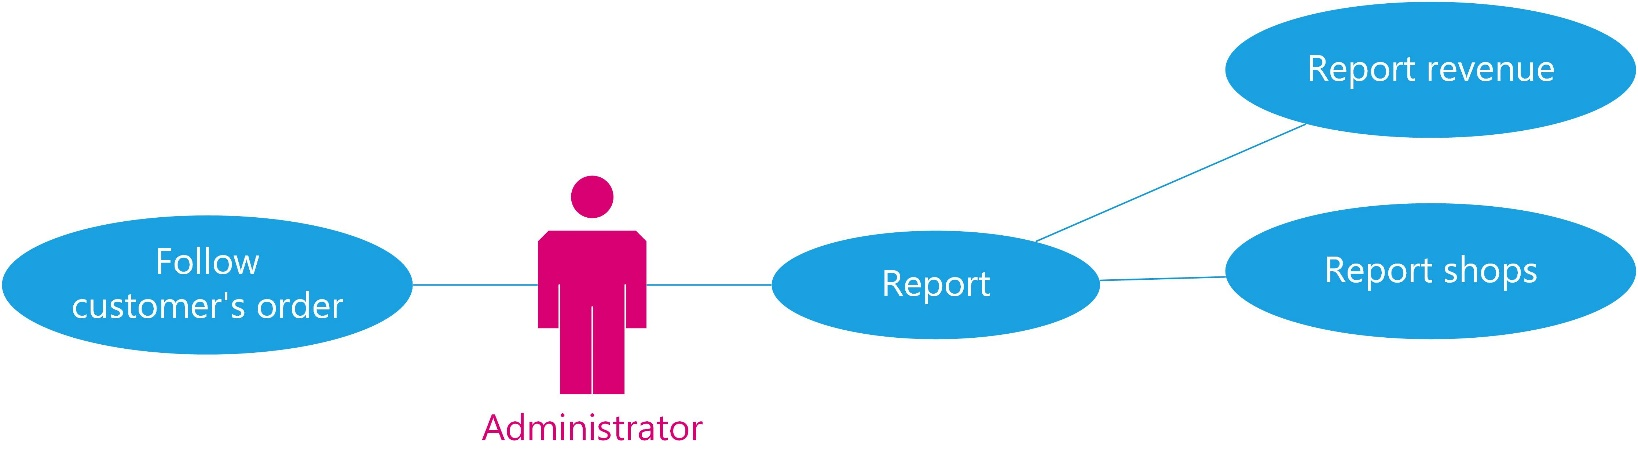 Report revenue
Follow
customer's order
Report
Report shops
Administrator